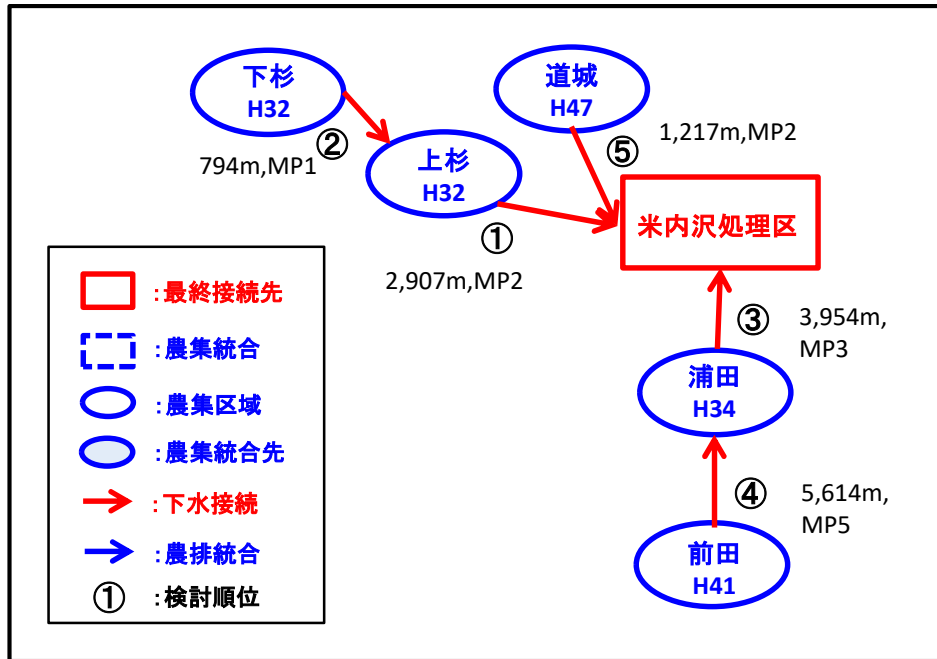 下杉
H32
道城
H47
②
794m,MP1
⑤
1,217m,MP2
上杉
H32
①
2,907m,MP2
米内沢処理区
③
3,954m,
MP3
浦田
H34
④
5,614m,
MP5
前田
H41
:最終接続先
:農集統合
:農集区域
:農集統合先
:下水接続
:農排統合
① :検討順位